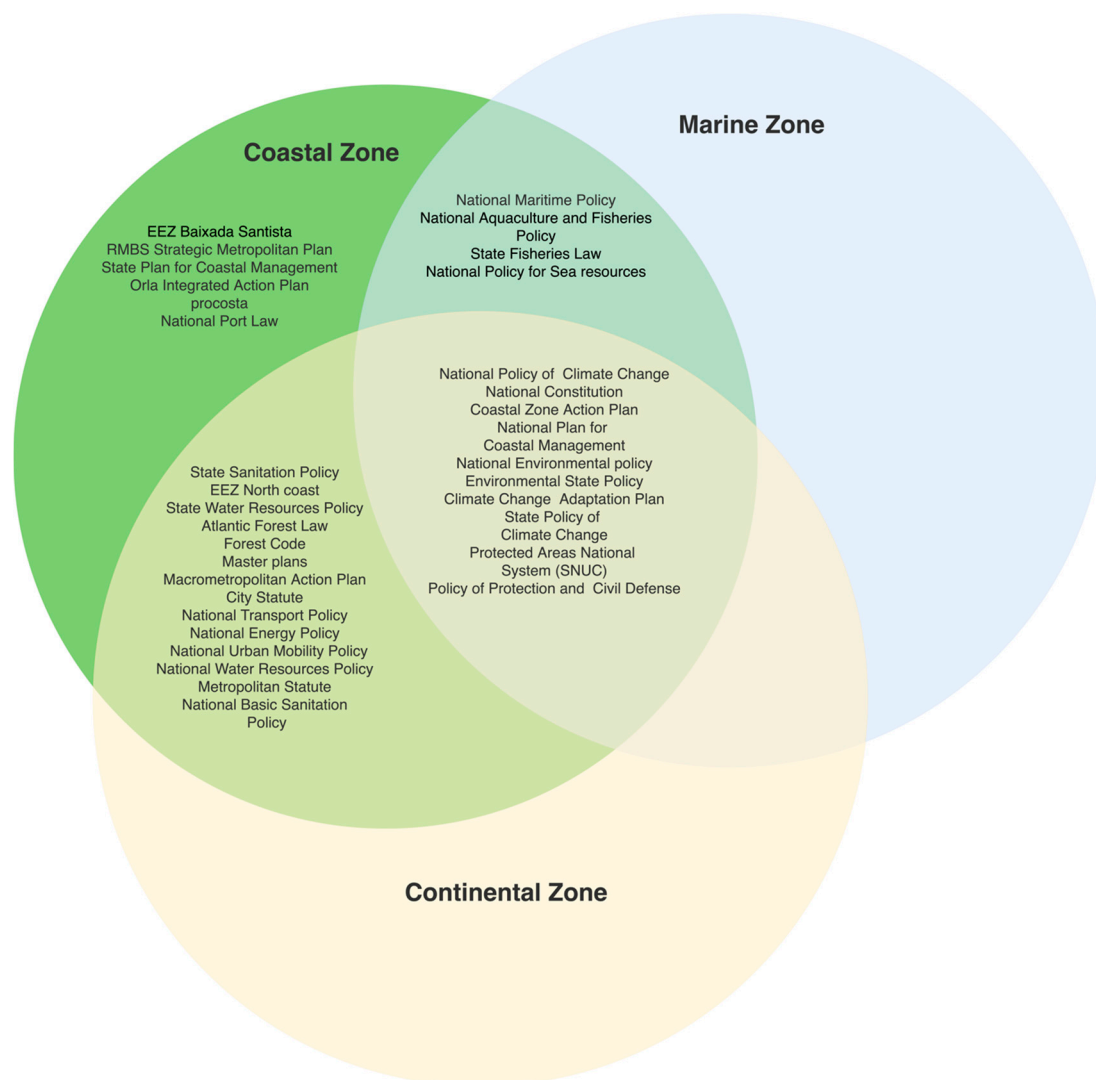 Marine Zone
Coastal Zone
National Maritime Policy
National Aquaculture and Fisheries
Policy
State Fisheries Law
National Policy for Sea resources
EEZ Baixada Santista
RMBS Strategic Metropolitan Plan
State Plan for Coastal Management
Orla Integrated Action Plan
procosta
National Port Law
National Policy of Climate Change
National Constitution
Coastal Zone Action Plan
National Plan for
Coastal Management
National Environmental policy
Environmental State Policy
Climate Change Adaptation Plan
State Policy of
Climate Change
Protected Areas National
System (SNUC)
Policy of Protection and Civil Defense
State Sanitation Policy
EEZ North coast
State Water Resources Policy
Atlantic Forest Law
Forest Code
Master plans
Macrometropolitan Action Plan
City Statute
National Transport Policy
National Energy Policy
National Urban Mobility Policy
National Water Resources Policy
Metropolitan Statute
National Basic Sanitation
Policy
Continental Zone